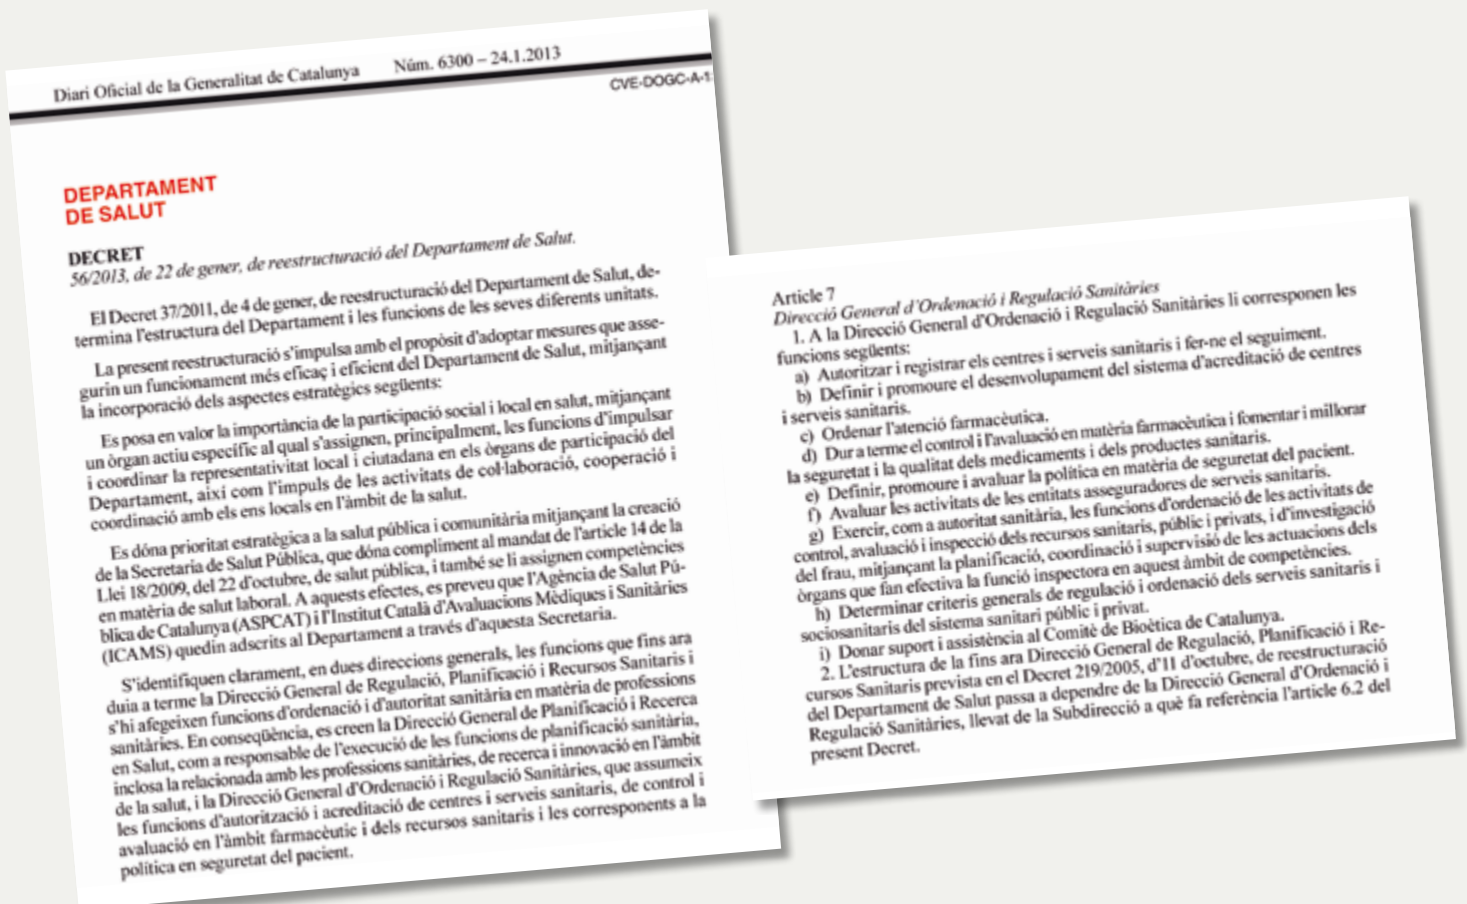 Diari Oficial de la Generalitat de Catalunya Núm. 6300 – 24.1.2013
CVE-DOGC-A-1
DEPARTAMENT
DE SALUT
DECRET
56/2013, de 22 de gener, de reestructuració del Departament de Salut.
El Decret 37/2011, de 4 de gener, de reestructuració del Departament de Salut, de-
termina l'estructura del Departament i les funcions de les seves diferents unitats.
La present reestructuració s'impulsa amb el propòsit d'adoptar mesures que asse-
gurin un funcionament més eficaç i eficient del Departament de Salut, mitjançant
la incorporació dels aspectes estratègics següents:
Es posa en valor la importància de la participació social i local en salut, mitjançant
un òrgan actiu específic al qual s'assignen, principalment, les funcions d'impulsar
i coordinar la representativitat local i ciutadana en els òrgans de participació del
Departament, així com l'impuls de les activitats de col·laboració, cooperació i
coordinació amb els ens locals en l'àmbit de la salut.
Es dóna prioritat estratègica a la salut pública i comunitària mitjançant la creació
de la Secretaria de Salut Pública, que dóna compliment al mandat de l'article 14 de la
Llei 18/2009, del 22 d'octubre, de salut pública, i també se li assignen competències
en matèria de salut laboral. A aquests efectes, es preveu que l'Agència de Salut Pú-
blica de Catalunya (ASPCAT) i l'Institut Català d'Avaluacions Mèdiques i Sanitàries
(ICAMS) quedin adscrits al Departament a través d'aquesta Secretaria.
S'identifiquen clarament, en dues direccions generals, les funcions que fins ara
duia a terme la Direcció General de Regulació, Planificació i Recursos Sanitaris i
s'hi afegeixen funcions d'ordenació i d'autoritat sanitària en matèria de professions
sanitàries. En conseqüència, es creen la Direcció General de Planificació i Recerca
en Salut, com a responsable de l'execució de les funcions de planificació sanitària,
inclosa la relacionada amb les professions sanitàries, de recerca i innovació en l'àmbit
de la salut, i la Direcció General d'Ordenació i Regulació Sanitàries, que assumeix
les funcions d'autorització i acreditació de centres i serveis sanitaris, de control i
avaluació en l'àmbit farmacèutic i dels recursos sanitaris i les corresponents a la
política en seguretat del pacient.
Article 7
Direcció General d'Ordenació i Regulació Sanitàries
1. A la Direcció General d'Ordenació i Regulació Sanitàries li corresponen les
funcions següents:
a) Autoritzar i registrar els centres i serveis sanitaris i fer-ne el seguiment.
b) Definir i promoure el desenvolupament del sistema d'acreditació de centres
i serveis sanitaris.
c) Ordenar l'atenció farmacèutica.
d) Dur a terme el control i l'avaluació en matèria farmacèutica i fomentar i millorar
la seguretat i la qualitat dels medicaments i dels productes sanitaris.
e) Definir, promoure i avaluar la política en matèria de seguretat del pacient.
f) Avaluar les activitats de les entitats asseguradores de serveis sanitaris.
g) Exercir, com a autoritat sanitària, les funcions d'ordenació de les activitats de
control, avaluació i inspecció dels recursos sanitaris, públic i privats, i d'investigació
del frau, mitjançant la planificació, coordinació i supervisió de les actuacions dels
òrgans que fan efectiva la funció inspectora en aquest àmbit de competències.
h) Determinar criteris generals de regulació i ordenació dels serveis sanitaris i
sociosanitaris del sistema sanitari públic i privat.
i) Donar suport i assistència al Comitè de Bioètica de Catalunya.
2. L'estructura de la fins ara Direcció General de Regulació, Planificació i Re-
cursos Sanitaris prevista en el Decret 219/2005, d'11 d'octubre, de reestructuració
del Departament de Salut passa a dependre de la Direcció General d'Ordenació i
Regulació Sanitàries, llevat de la Subdirecció a què fa referència l'article 6.2 del
present Decret.